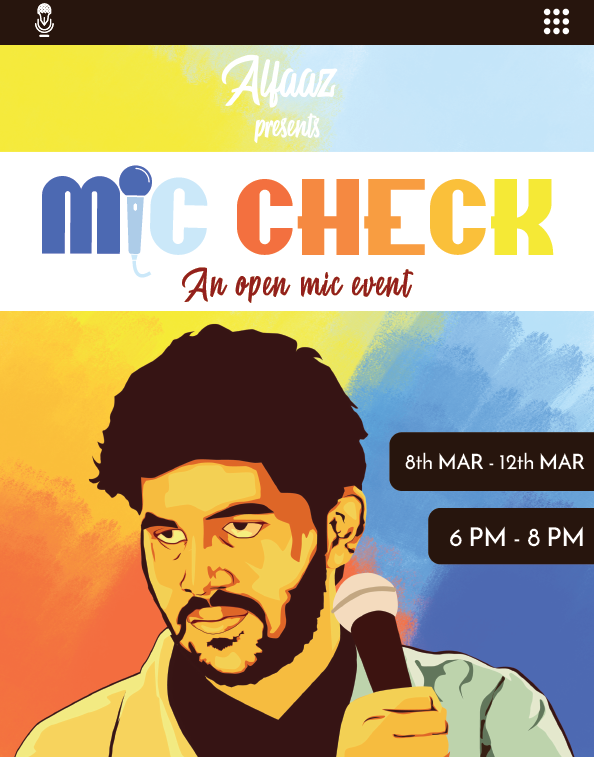 Alfaaz
presents
MIC CHECK
An open mic event
8th MAR - 12th MAR
6 PM - 8 PM